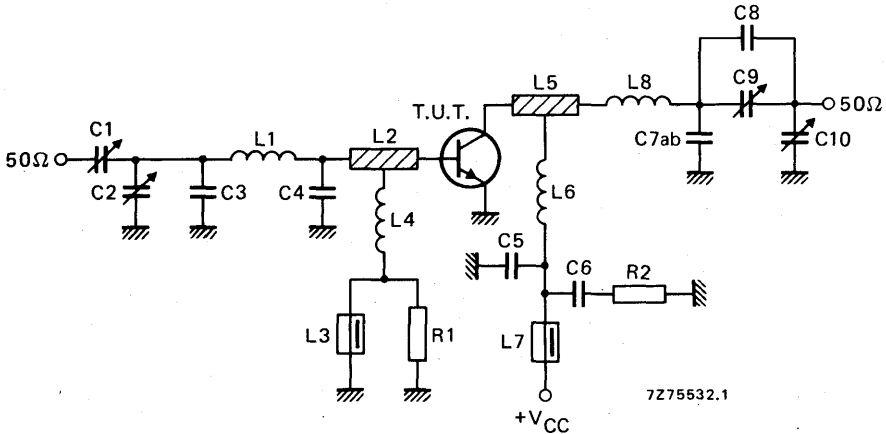 C8
L5
L8
C9
50Ω
T.U.T.
C1
L1
L2
C7ab
C10
50Ω
C2
C3
C4
L4
L6
C5
C6
R2
L3
R1
L7
7Z75532.1
+VCC